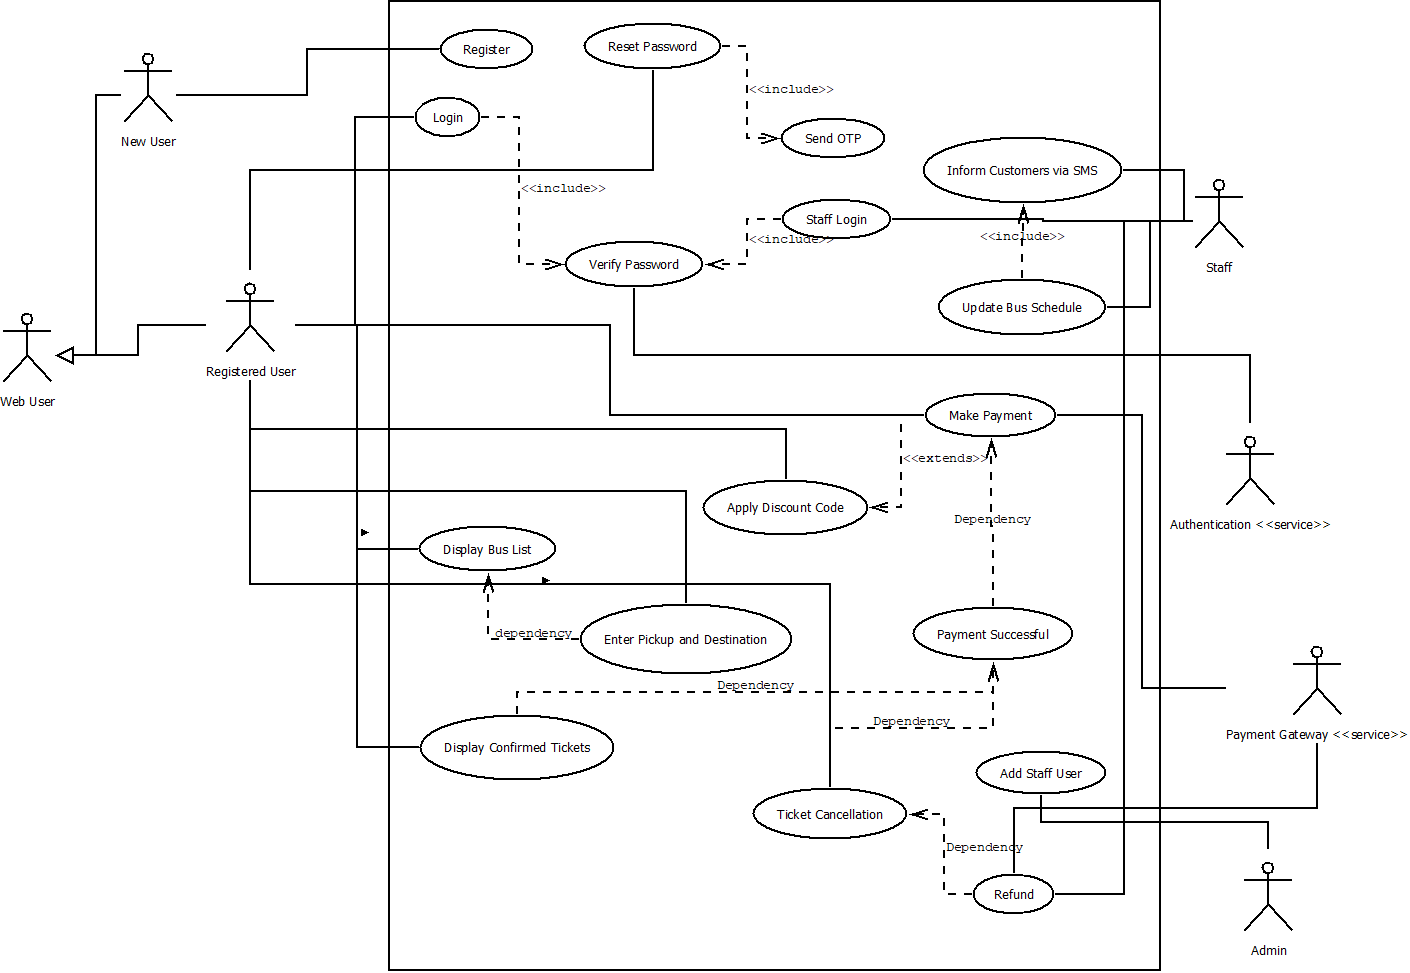 Register
Reset Password
<<include>>
Login
Send OTP
New User
Inform Customers via SMS
<<include>>
Staff Login
<<include>>
<<include>>
Staff
Verify Password
Update Bus Schedule
Registered User
Web User
Make Payment
<<extends>>
Apply Discount Code
Dependency
Authentication <<service>>
Display Bus List
dependency
Enter Pickup and Destination
Payment Successful
Dependency
Dependency
Payment Gateway <<service>>
Display Confirmed Tickets
Add Staff User
Ticket Cancellation
Dependency
Refund
Admin